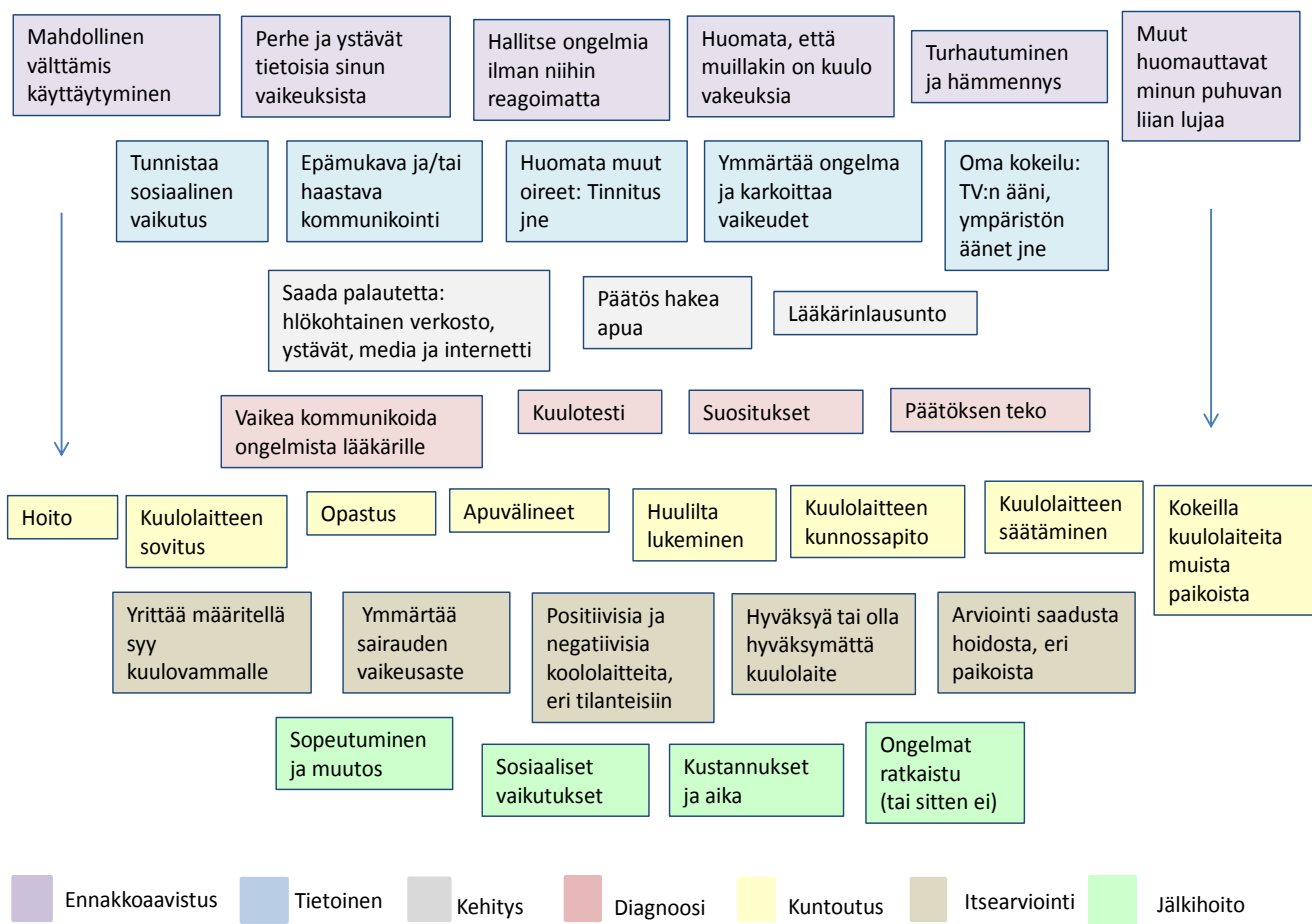 Mahdollinen
välttämis
käyttäytyminen
Perhe ja ystävät
tietoisia sinun
vaikeuksista
Hallitse ongelmia
ilman niihin
reagoimatta
Huomata, että
muillakin on kuulo
vakeuksia
Turhautuminen
ja hämmennys
Muut
huomauttavat
minun puhuvan
liian lujaa
Tunnistaa
sosiaalinen
vaikutus
Epämukava ja/tai
haastava
kommunikointi
Huomata muut
oireet: Tinnitus
jne
Ymmärtää ongelma
ja karkoittaa
vaikeudet
Oma kokeilu:
TV:n ääni,
ympäristön
äänet jne
Saada palautetta:
hlökohtainen verkosto,
ystävät, media ja internetti
Päätös hakea
apua
Lääkärinlausunto
Vaikea kommunikoida
ongelmista lääkärille
Kuulotesti
Suositukset
Päätöksen teko
Hoito
Kuulolaitteen
sovitus
Opastus
Apuvälineet
Huulilta
lukeminen
Kuulolaitteen
kunnossapito
Kuulolaitteen
säätäminen
Kokeilla
kuulolaiteita
muista
paikoista
Yrittää määritellä
syy
kuulovammalle
Ymmärtää
sairauden
vaikeusaste
Positiivisia ja
negatiivisia
koololaitteita,
eri tilanteisiin
Hyväksyä tai olla
hyväksymättä
kuulolaite
Arviointi saadusta
hoidosta, eri
paikoista
Sopeutuminen
ja muutos
Sosiaaliset
vaikutukset
Kustannukset
ja aika
Ongelmat
ratkaistu
(tai sitten ei)
Ennakkoaavistus
Tietoinen
Kehitys
Diagnoosi
Kuntoutus
Itsearviointi
Jälkihoito